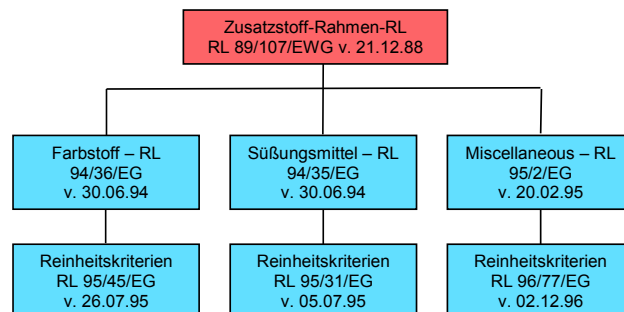 Zusatzstoff-Rahmen-RL
RL 89/107/EWG v. 21.12.88
Farbstoff – RL
94/36/EG
v. 30.06.94
Süßungsmittel – RL
94/35/EG
v. 30.06.94
Miscellaneous – RL
95/2/EG
v. 20.02.95
Reinheitskriterien
RL 95/45/EG
v. 26.07.95
Reinheitskriterien
RL 95/31/EG
v. 05.07.95
Reinheitskriterien
RL 96/77/EG
v. 02.12.96